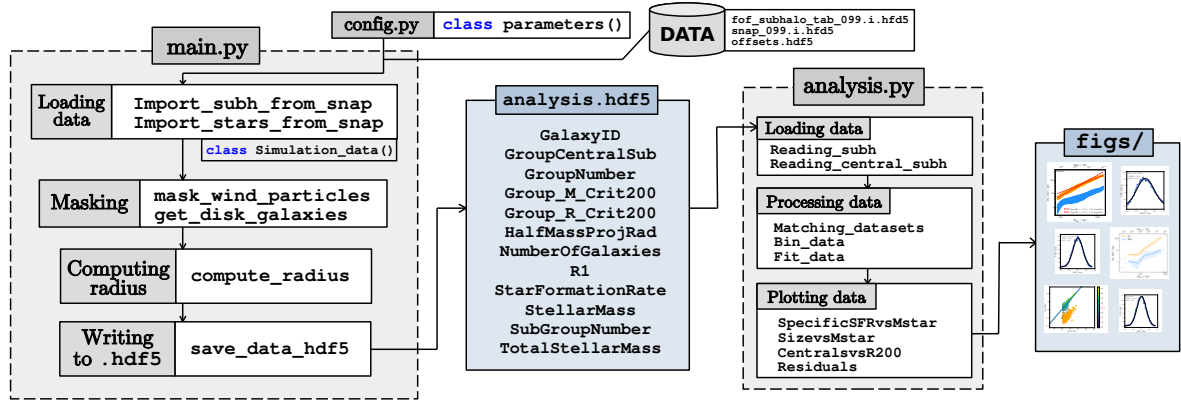 config.py
class parameters()
DATA
fof_subhalo_tab_099.i.hfd5
snap_099.i.hfd5
offsets.hdf5
main.py
Loading
data
Import_subh_from_snap
Import_stars_from_snap
class Simulation_data()
Masking
mask_wind_particles
get_disk_galaxies
Computing
radius
compute_radius
Writing
to .hdf5
save_data_hdf5
analysis.hdf5
GalaxyID
GroupCentralSub
GroupNumber
Group_M_Crit200
Group_R_Crit200
HalfMassProjRad
NumberOfGalaxies
R1
StarFormationRate
StellarMass
SubGroupNumber
TotalStellarMass
analysis.py
Loading data
Reading_subh
Reading_central_subh
Processing data
Matching_datasets
Bin_data
Fit_data
Plotting data
SpecificSFRvsMstar
SizevsMstar
CentralsvsR200
Residuals
figs/